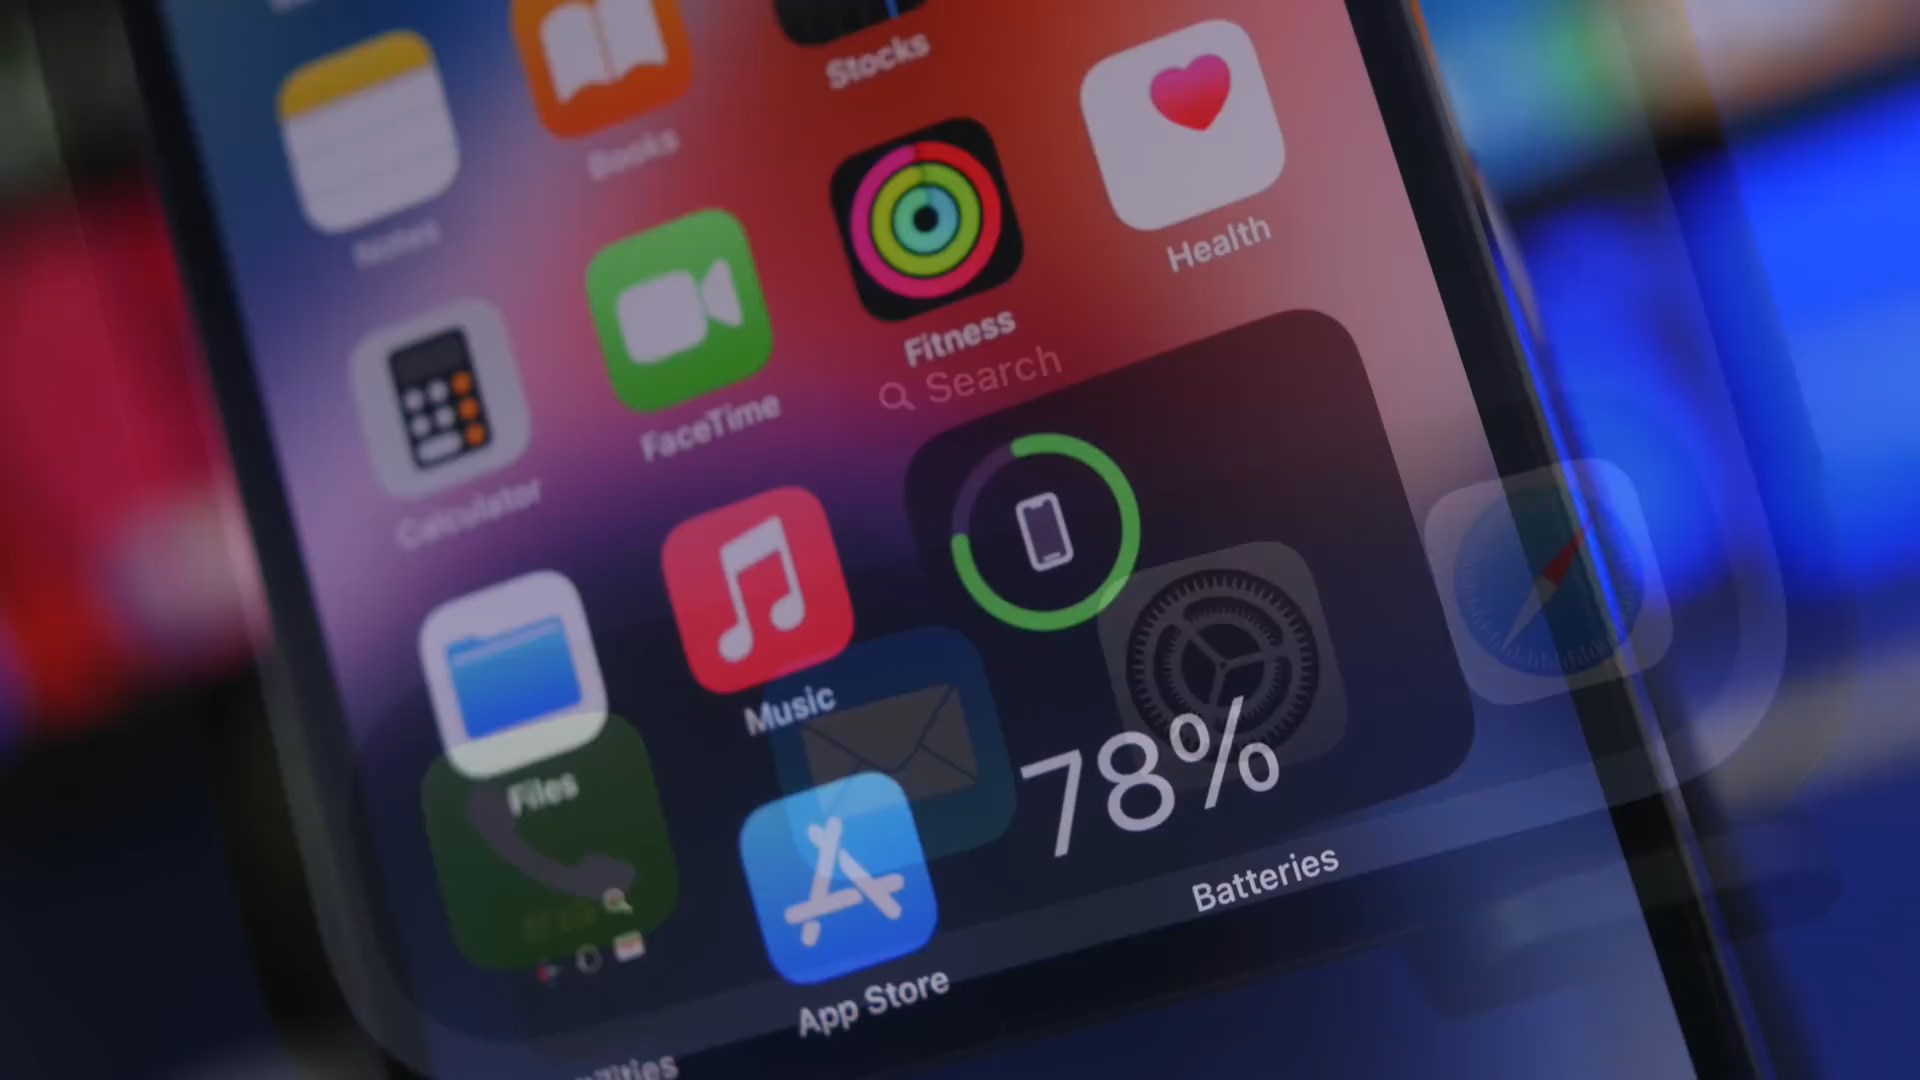 Stocks
Books
Health
Notes
Fitness
Search
FaceTime
Calculator
Music
Files
78%
Batteries
App Store